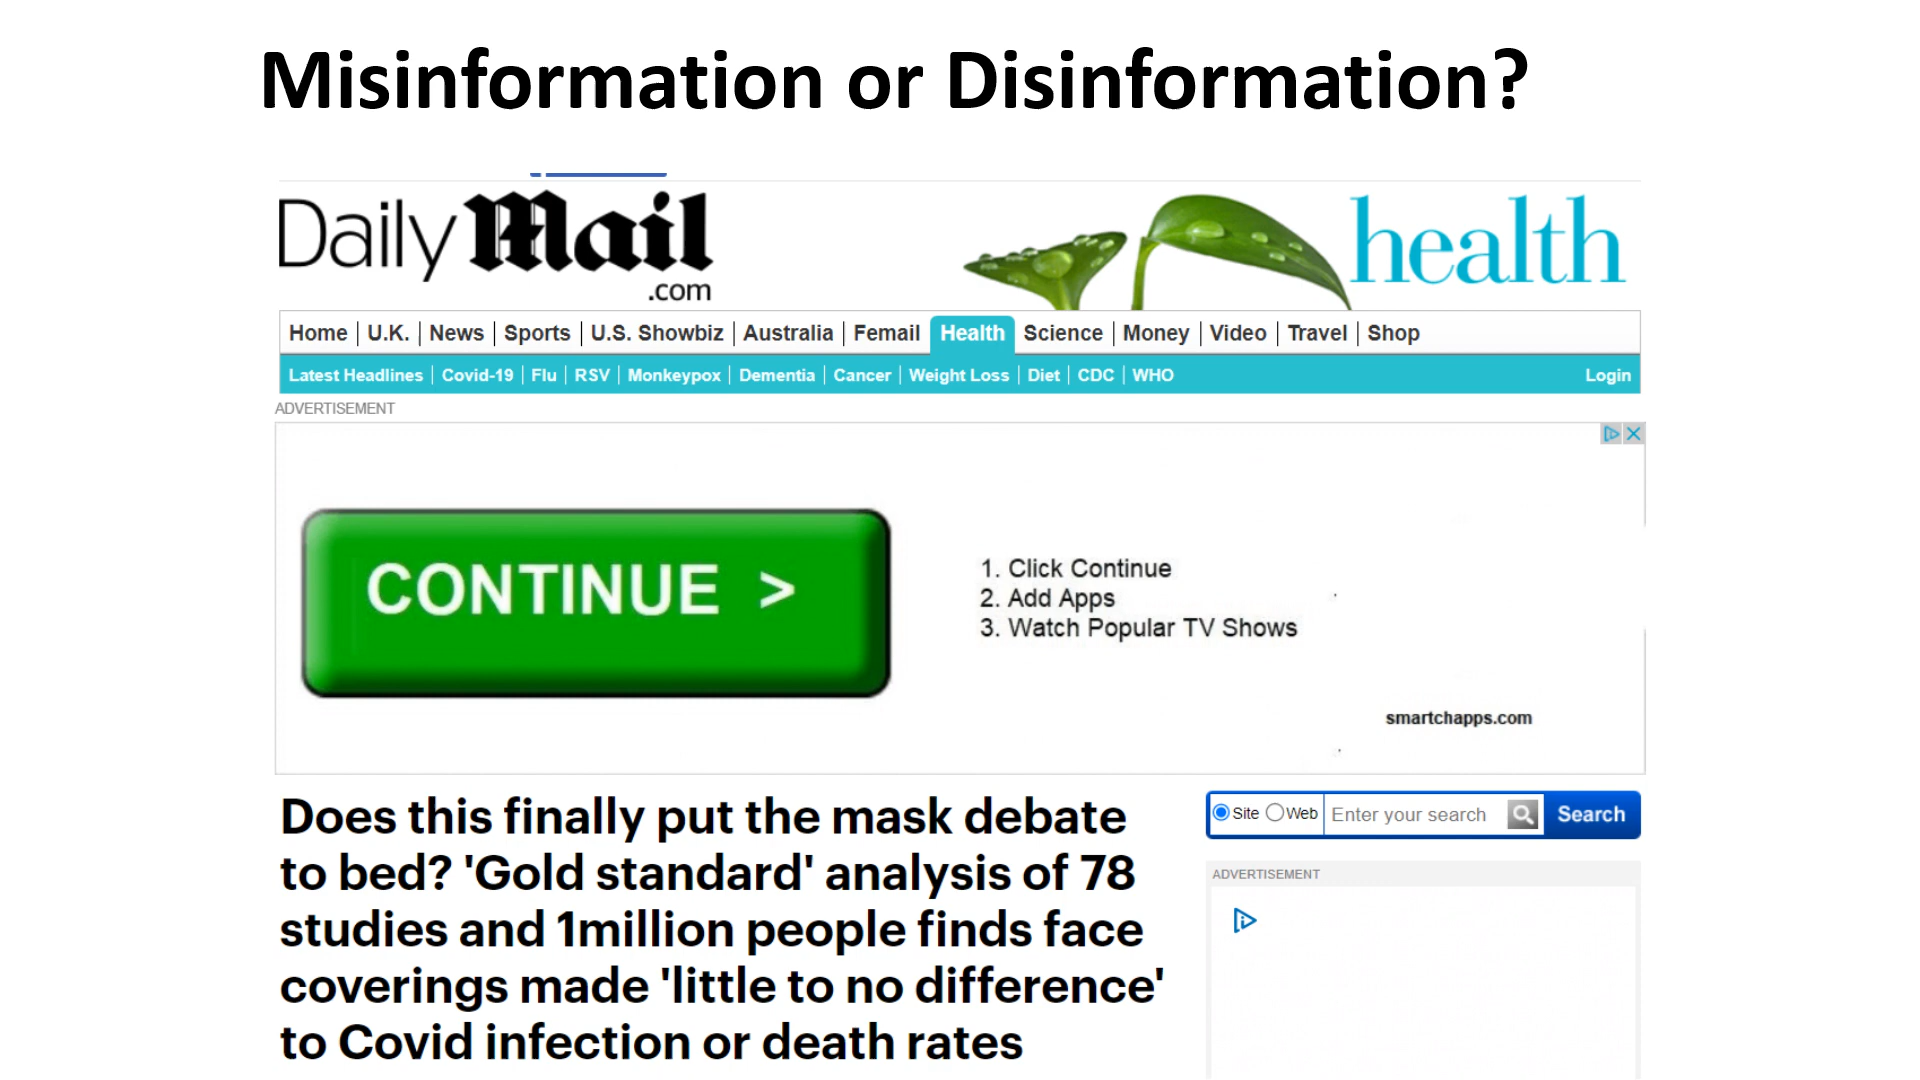 Misinformation or Disinformation?
Daily Mail
.com
health
Home | U.K. | News | Sports | U.S. Showbiz | Australia | Femail | Health | Science | Money | Video | Travel | Shop
Latest Headlines | Covid-19 | Flu | RSV | Monkeypox | Dementia | Cancer | Weight Loss | Diet | CDC | WHO
Login
ADVERTISEMENT
CONTINUE >
1. Click Continue
2. Add Apps
3. Watch Popular TV Shows
smartchapps.com
Does this finally put the mask debate
to bed? 'Gold standard' analysis of 78
studies and 1million people finds face
coverings made 'little to no difference'
to Covid infection or death rates
Site Web Enter your search Search
ADVERTISEMENT